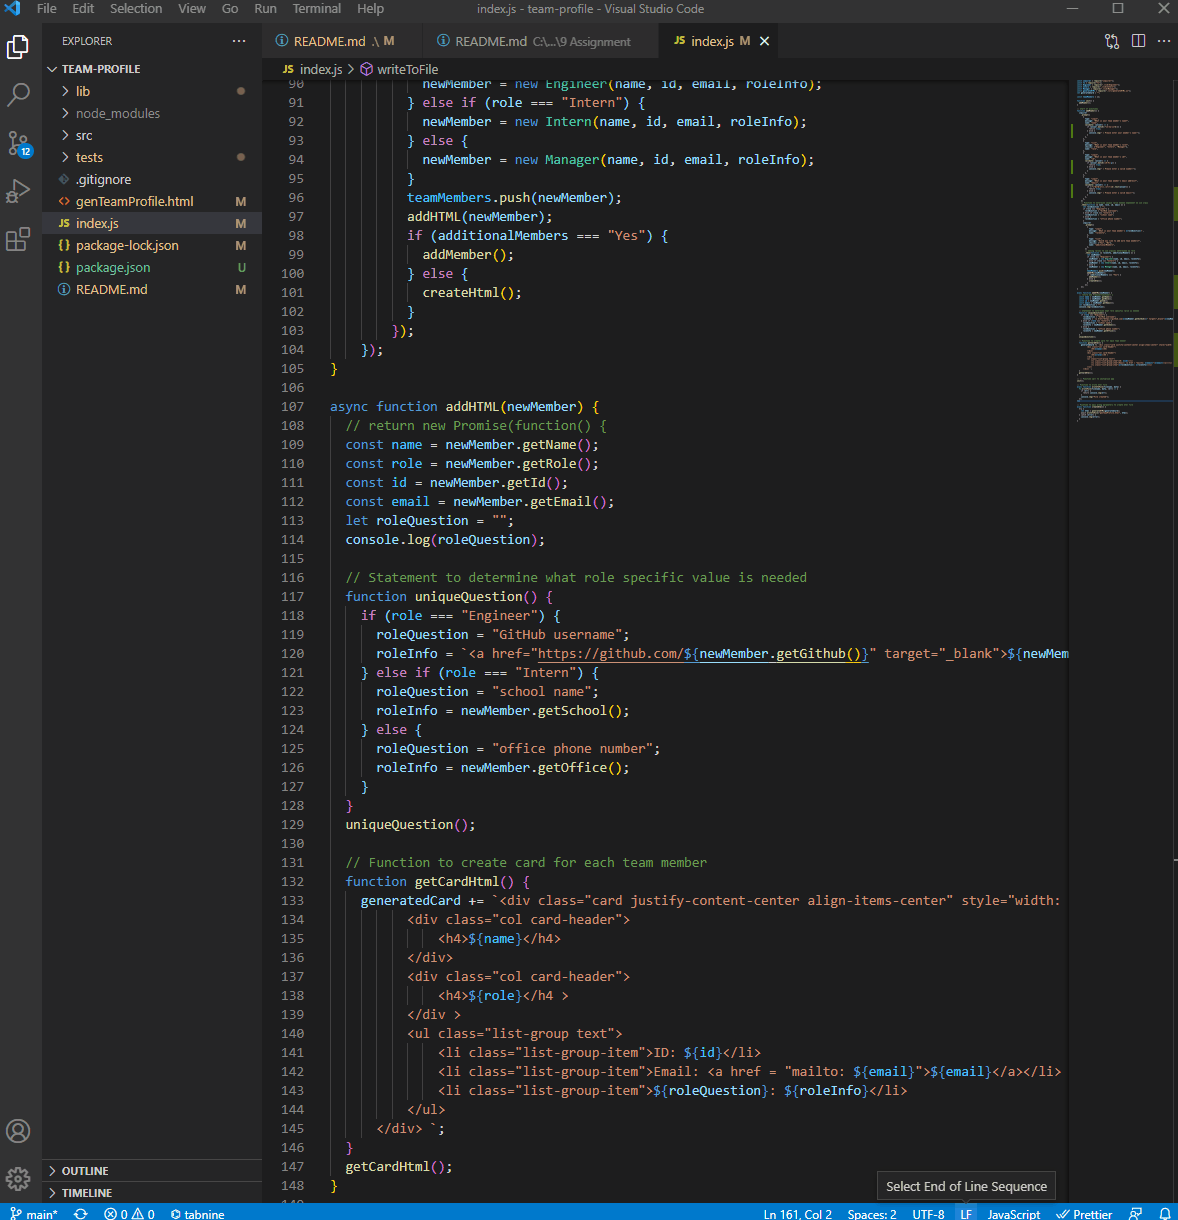 File Edit Selection View Go Run Terminal Help index.js - team-profile - Visual Studio Code
EXPLORER
README.md .\ M
README.md C:\...\9 Assignment
JS index.js M
TEAM-PROFILE
lib
node_modules
src
tests
.gitignore
<> genTeamProfile.html M
JS index.js M
{} package-lock.json M
{} package.json U
README.md M
OUTLINE
TIMELINE
JS index.js > writeToFile
90 newMember = new Engineer(name, id, email, roleInfo);
91 } else if (role === "Intern") {
92 newMember = new Intern(name, id, email, roleInfo);
93 } else {
94 newMember = new Manager(name, id, email, roleInfo);
95 }
96 teamMembers.push(newMember);
97 addHTML(newMember);
98 if (additionalMembers === "Yes") {
99 addMember();
100 } else {
101 createHtml();
102 }
103 });
104 });
105 }
106
107 async function addHTML(newMember) {
108 // return new Promise(function() {
109 const name = newMember.getName();
110 const role = newMember.getRole();
111 const id = newMember.getId();
112 const email = newMember.getEmail();
113 let roleQuestion = "";
114 console.log(roleQuestion);
115
116 // Statement to determine what role specific value is needed
117 function uniqueQuestion() {
118 if (role === "Engineer") {
119 roleQuestion = "GitHub username";
120 roleInfo = `<a href="https://github.com/${newMember.getGithub()}" target="_blank">${newMem
121 } else if (role === "Intern") {
122 roleQuestion = "school name";
123 roleInfo = newMember.getSchool();
124 } else {
125 roleQuestion = "office phone number";
126 roleInfo = newMember.getOffice();
127 }
128 }
129 uniqueQuestion();
130
131 // Function to create card for each team member
132 function getCardHtml() {
133 generatedCard += `<div class="card justify-content-center align-items-center" style="width:
134 <div class="col card-header">
135 <h4>${name}</h4>
136 </div>
137 <div class="col card-header">
138 <h4>${role}</h4 >
139 </div >
140 <ul class="list-group text">
141 <li class="list-group-item">ID: ${id}</li>
142 <li class="list-group-item">Email: <a href = "mailto: ${email}">${email}</a></li>
143 <li class="list-group-item">${roleQuestion}: ${roleInfo}</li>
144 </ul>
145 </div> `;
146 }
147 getCardHtml();
148 }
Select End of Line Sequence
12
main* 0 0 tabnine Ln 161, Col 2 Spaces: 2 UTF-8 LF JavaScript Prettier